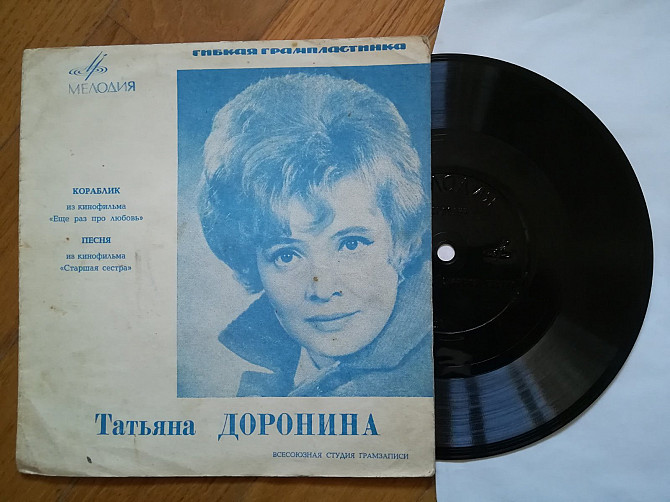 ГИБКАЯ ГРАМПЛАСТИНКА
МЕЛОДИЯ
КОРАБЛИК
из кинофильма
«Еще раз про любовь»
ПЕСНЯ
из кинофильма
«Старшая сестра»
Татьяна ДОРОНИНА
ВСЕСОЮЗНАЯ СТУДИЯ ГРАМЗАПИСИ